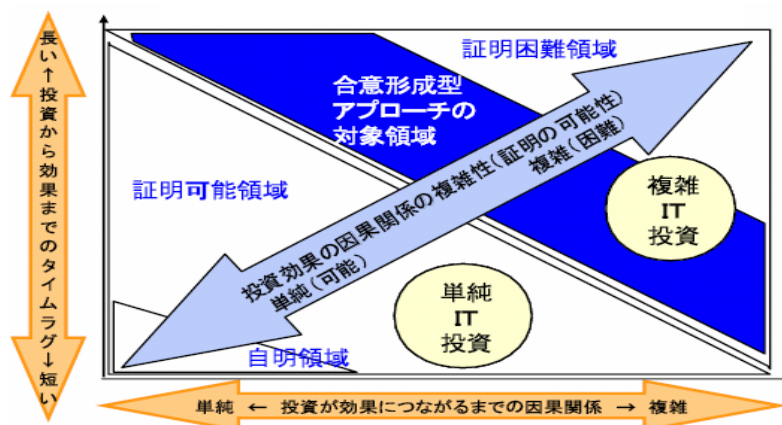 長い↑投資から効果までのタイムラグ↓短い
証明困難領域
合意形成型
アプローチの
対象領域
証明可能領域
投資効果の因果関係の複雑性(証明の可能性)
複雑(困難)
単純(可能)
複雑
IT
投資
単純
IT
投資
自明領域
単純 ← 投資が効果につながるまでの因果関係 → 複雑